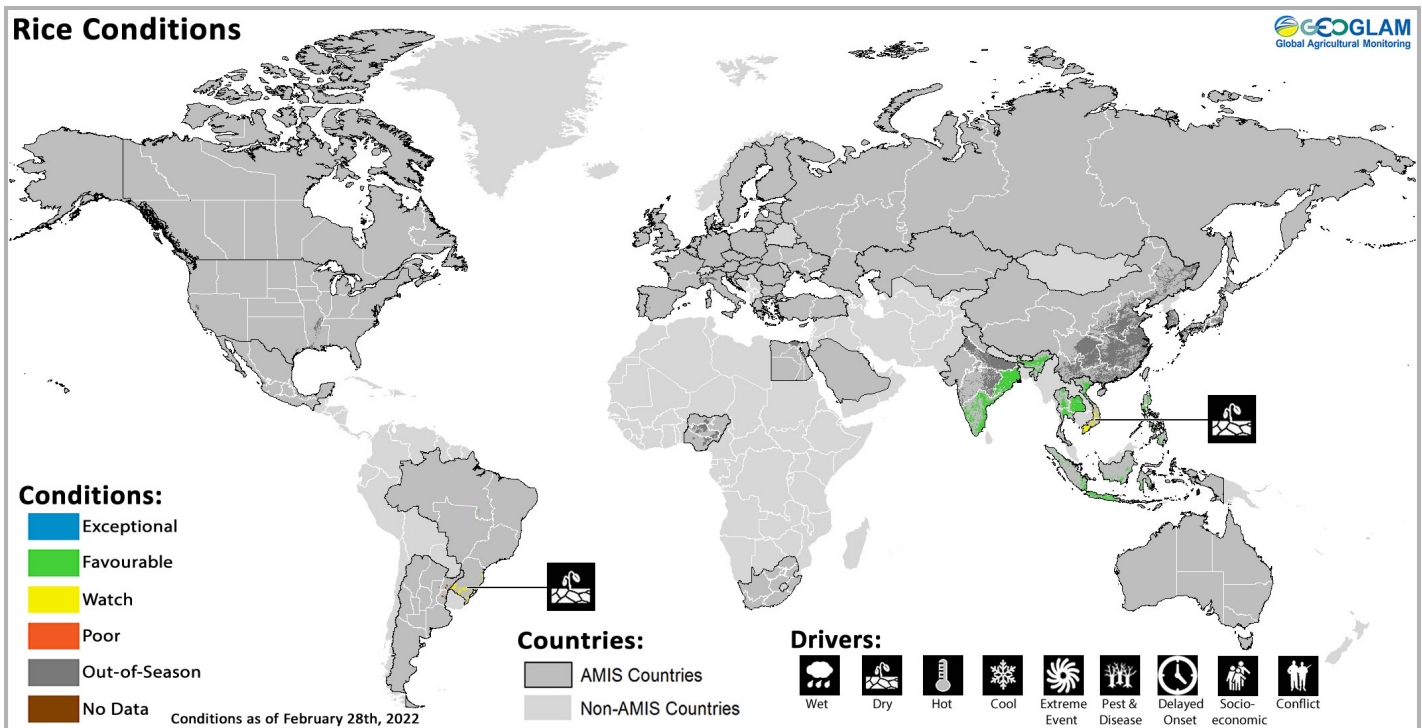 Rice Conditions
GEOGLAM
Global Agricultural Monitoring
Conditions:
Exceptional
Favourable
Watch
Poor
Out-of-Season
No Data
Conditions as of February 28th, 2022
Countries:
AMIS Countries
Non-AMIS Countries
Drivers:
Wet
Dry
Hot
Cool
Extreme
Event
Pest &
Disease
Delayed
Onset
Socio-
economic
Conflict